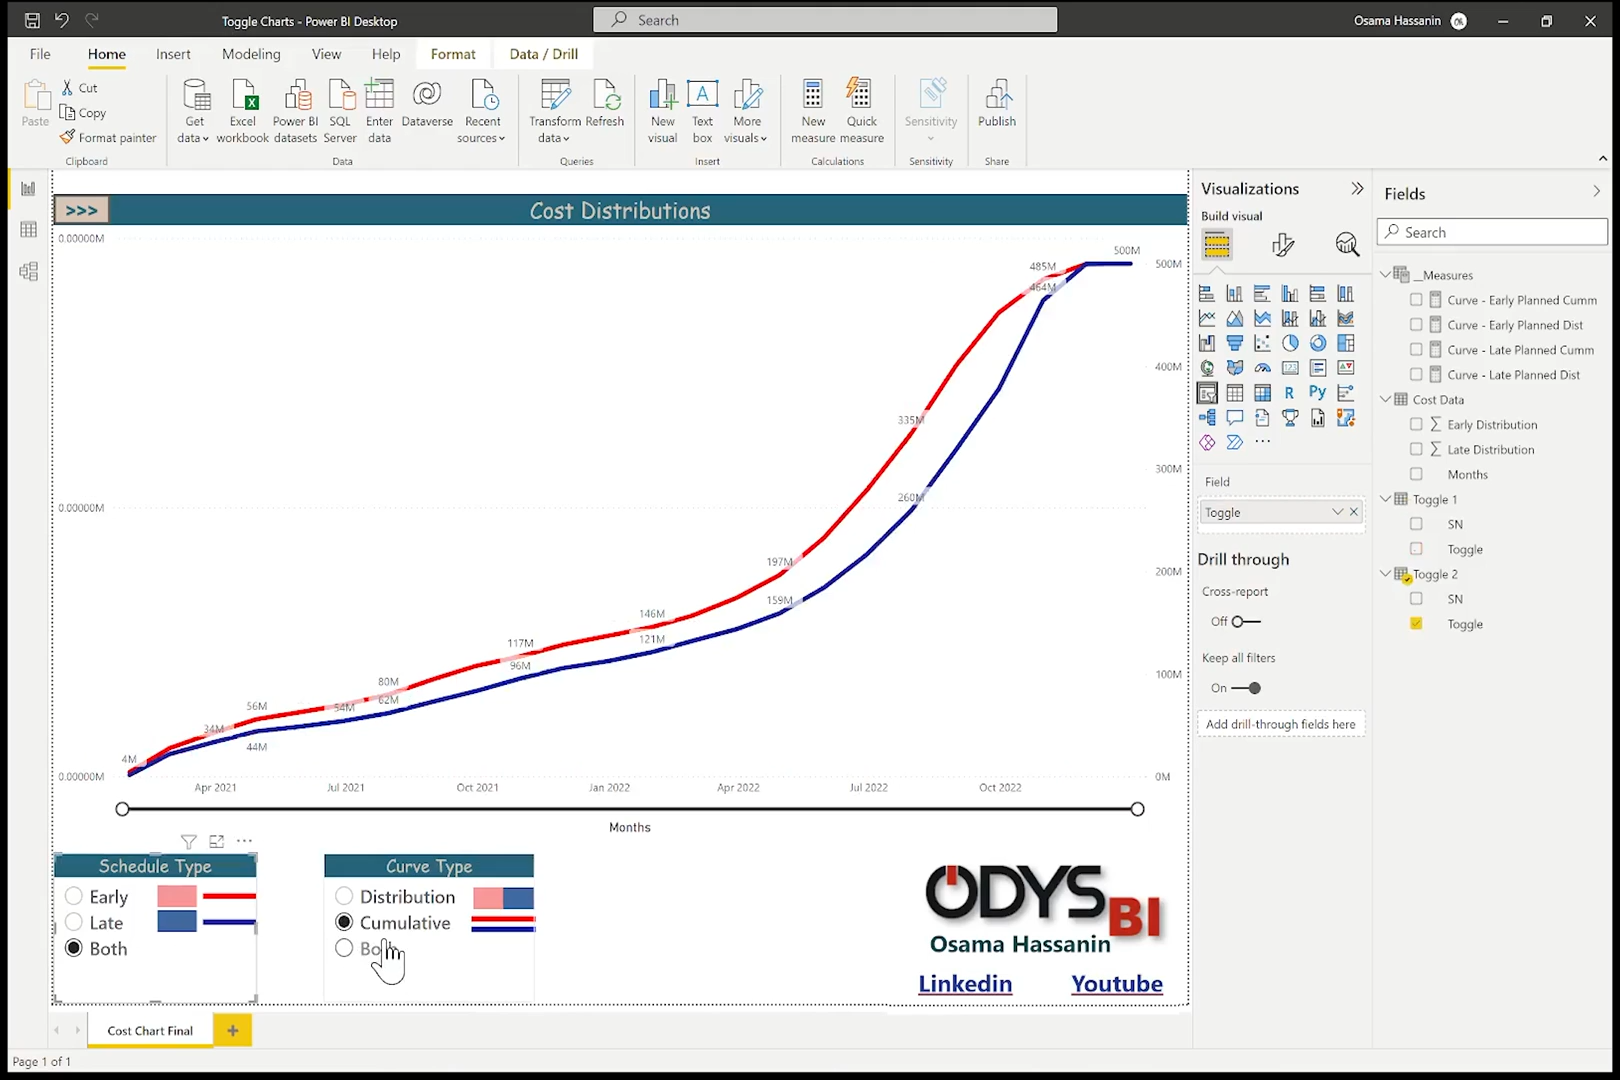 Toggle Charts - Power BI Desktop
Search
Osama Hassanin
File Home Insert Modeling View Help Format Data / Drill
Paste
Cut
Copy
Format painter
Clipboard
Get data
Excel workbook
Power BI datasets
SQL Server
Enter data
Dataverse
Recent sources
Data
Transform data
Refresh
Queries
New visual
Text box
More visuals
Insert
New measure
Quick measure
Calculations
Sensitivity
Sensitivity
Publish
Share
>>>
Cost Distributions
0.00000M
0.00000M
0.00000M
500M
485M
464M
335M
260M
197M
159M
146M
121M
117M
96M
80M
62M
54M
56M
44M
34M
4M
500M
400M
300M
200M
100M
0M
Apr 2021 Jul 2021 Oct 2021 Jan 2022 Apr 2022 Jul 2022 Oct 2022
Months
Schedule Type
Early
Late
Both
Curve Type
Distribution
Cumulative
ODYS
BI
Osama Hassanin
Linkedin Youtube
Cost Chart Final
+
Page 1 of 1
Visualizations
Build visual
R Py
Field
Toggle
Drill through
Cross-report
Off
Keep all filters
On
Add drill-through fields here
Fields
Search
__Measures
Curve - Early Planned Cumm
Curve - Early Planned Dist
Curve - Late Planned Cumm
Curve - Late Planned Dist
Cost Data
Early Distribution
Late Distribution
Months
Toggle 1
SN
Toggle
Toggle 2
SN
Toggle